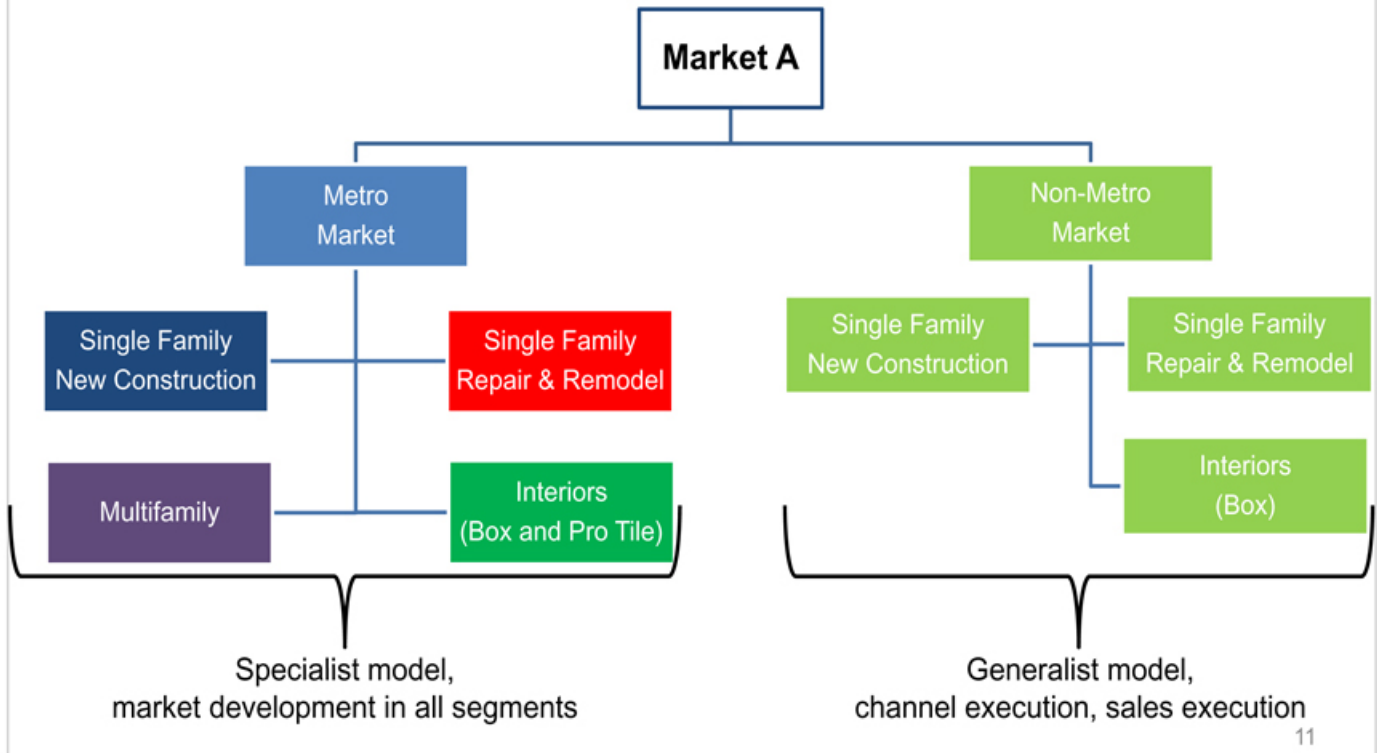 Market A
Metro
Market
Non-Metro
Market
Single Family
New Construction
Single Family
Repair & Remodel
Multifamily
Interiors
(Box and Pro Tile)
Single Family
New Construction
Single Family
Repair & Remodel
Interiors
(Box)
Specialist model,
market development in all segments
Generalist model,
channel execution, sales execution
11